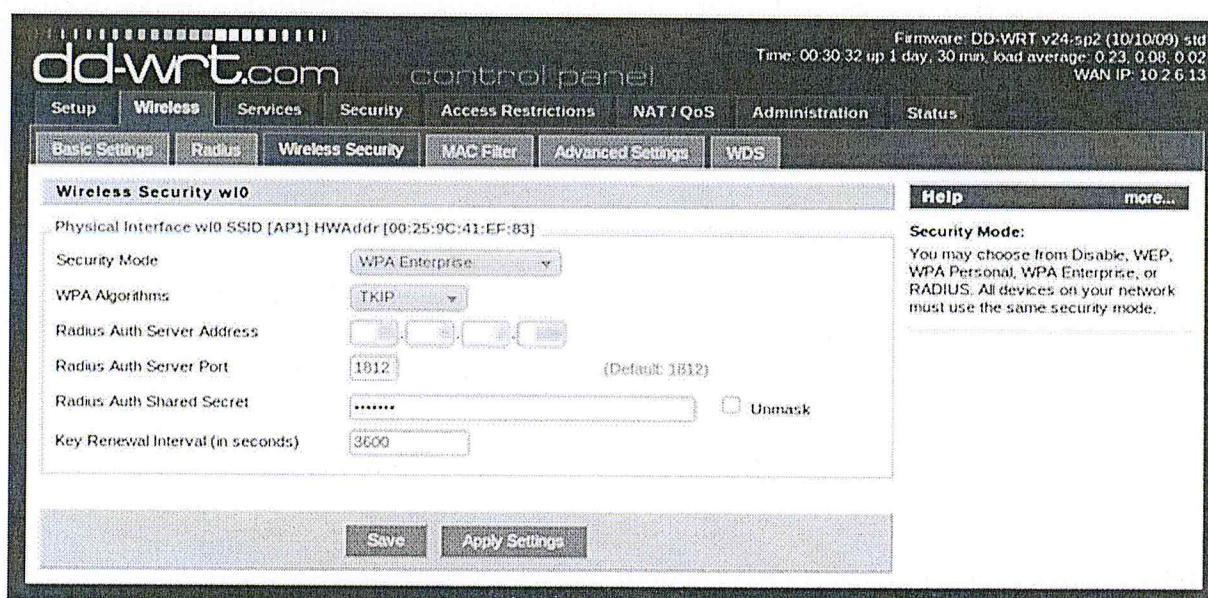 Firmware: DD-WRT v24-sp2 (10/10/09) std
Time: 00:30:32 up 1 day, 30 min, load average: 0.23, 0.08, 0.02
WAN IP: 10.2.6.13
dd-wrt.com control panel
Setup Wireless Services Security Access Restrictions NAT / QoS Administration Status
Basic Settings Radius Wireless Security MAC Filter Advanced Settings WDS
Wireless Security wl0
Physical Interface wl0 SSID [AP1] HWAddr [00:25:9C:41:EF:83]
Security Mode WPA Enterprise
WPA Algorithms TKIP
Radius Auth Server Address
Radius Auth Server Port 1812 (Default: 1812)
Radius Auth Shared Secret ••••••• Unmask
Key Renewal Interval (in seconds) 3600
Save Apply Settings
Help more...
Security Mode:
You may choose from Disable, WEP,
WPA Personal, WPA Enterprise, or
RADIUS. All devices on your network
must use the same security mode.